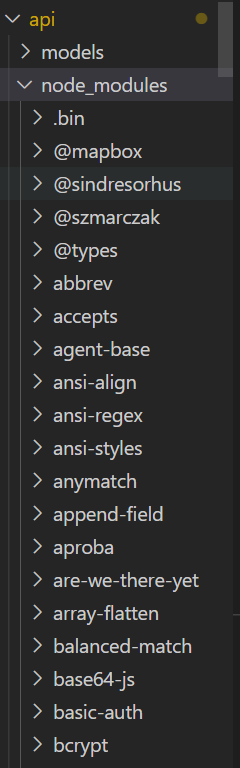 api
models
node_modules
.bin
@mapbox
@sindresorhus
@szmarczak
@types
abbrev
accepts
agent-base
ansi-align
ansi-regex
ansi-styles
anymatch
append-field
aproba
are-we-there-yet
array-flatten
balanced-match
base64-js
basic-auth
bcrypt